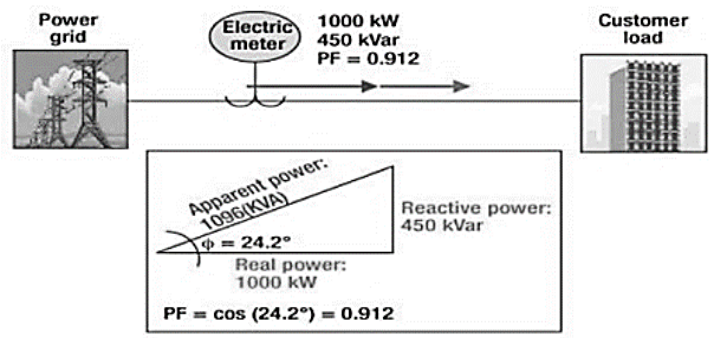 Power
grid
Electric
meter
1000 kW
450 kVar
PF = 0.912
Customer
load
Apparent power:
1096(KVA)
ϕ = 24.2°
Reactive power:
450 kVar
Real power:
1000 kW
PF = cos (24.2°) = 0.912